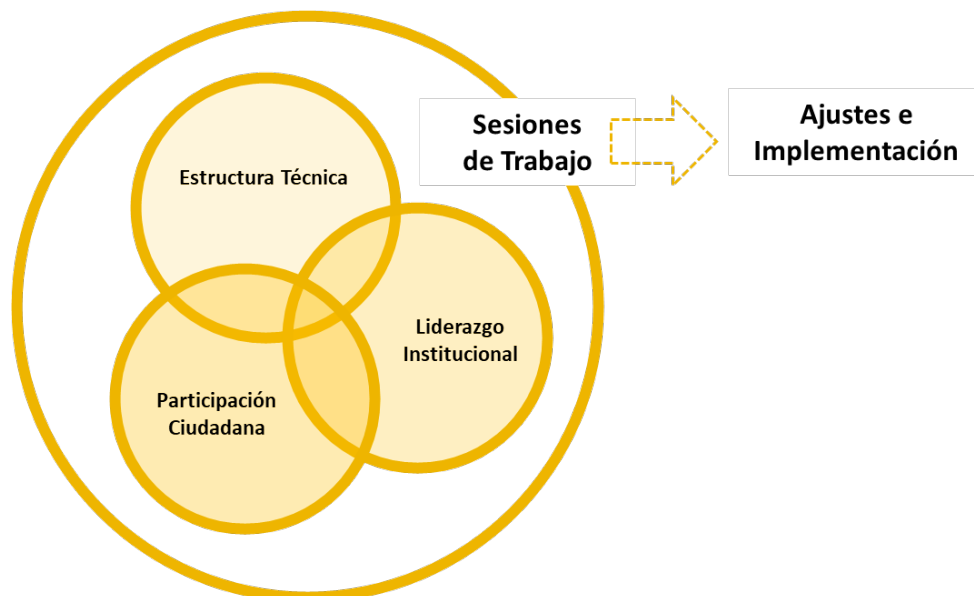 Sesiones
de Trabajo
Ajustes e
Implementación
Estructura Técnica
Liderazgo
Institucional
Participación
Ciudadana